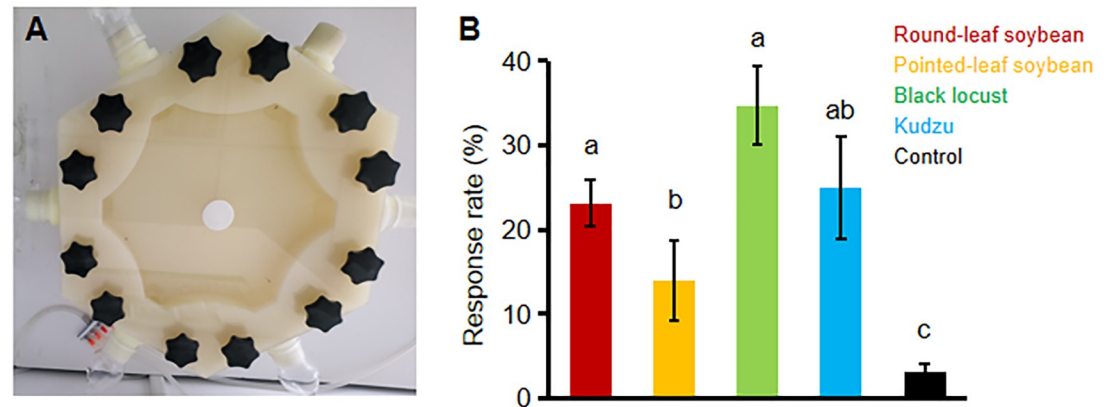 A
B
Response rate (%)
40
30
20
10
0
a
b
a
ab
c
Round-leaf soybean
Pointed-leaf soybean
Black locust
Kudzu
Control